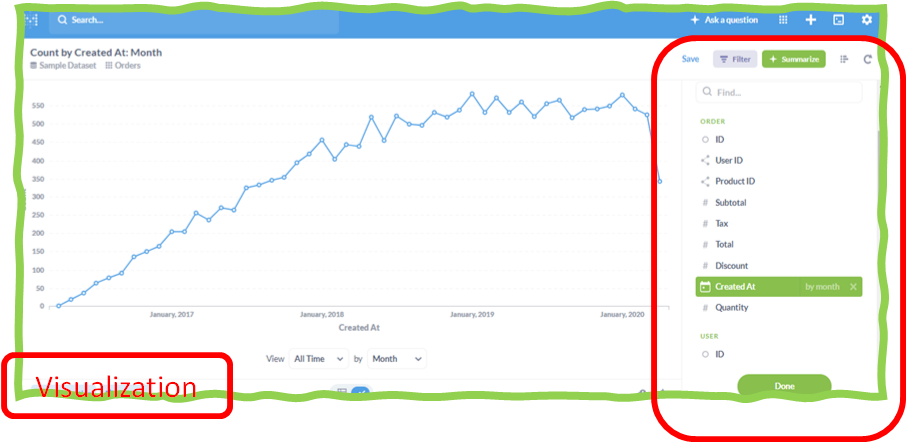 Search...
Ask a question
Count by Created At: Month
Sample Dataset Orders
Save Filter Summarize
Find...
ORDER
ID
User ID
Product ID
# Subtotal
# Tax
# Total
# Discount
Created At by month X
# Quantity
USER
ID
Done
550
500
450
400
350
300
250
200
150
100
50
0
January, 2017 January, 2018 January, 2019 January, 2020
Created At
View All Time by Month
Visualization